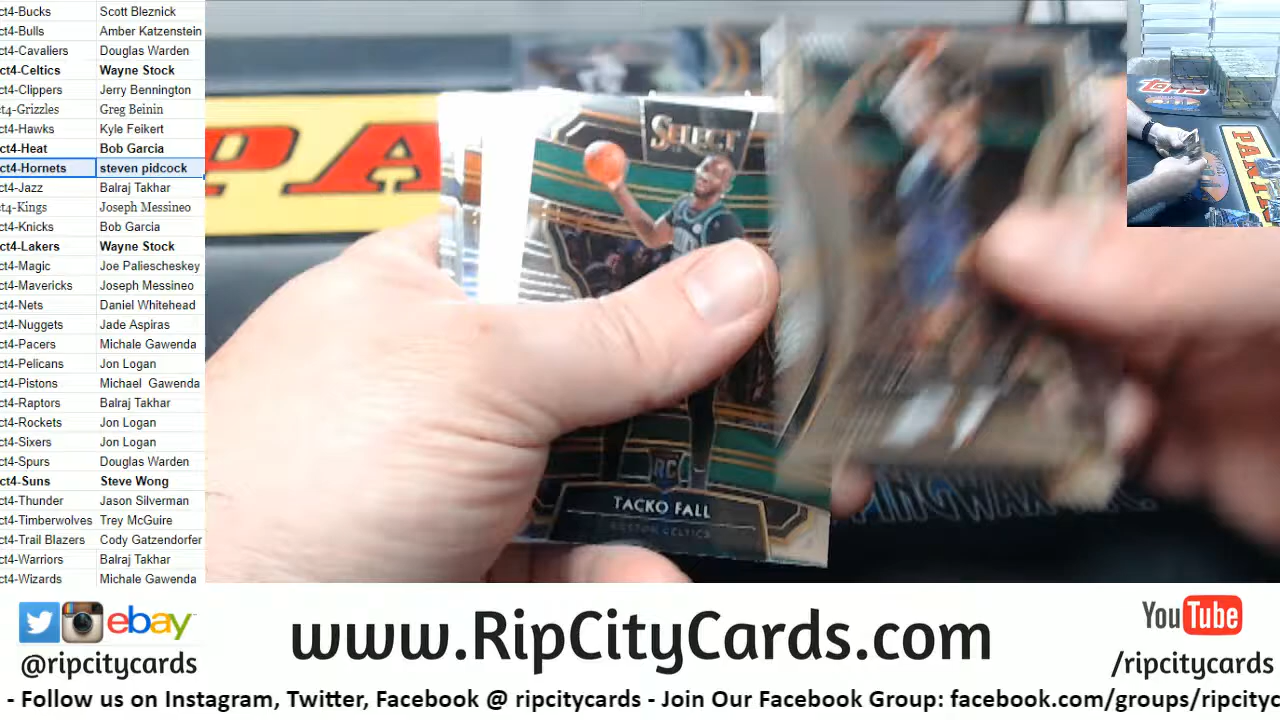 ct4-Bucks Scott Bleznick
ct4-Bulls Amber Katzenstein
ct4-Cavaliers Douglas Warden
ct4-Celtics Wayne Stock
ct4-Clippers Jerry Bennington
ct4-Grizzles Greg Beinin
ct4-Hawks Kyle Feikert
ct4-Heat Bob Garcia
ct4-Hornets steven pidcock
ct4-Jazz Balraj Takhar
ct4-Kings Joseph Messineo
ct4-Knicks Bob Garcia
ct4-Lakers Wayne Stock
ct4-Magic Joe Paliescheskey
ct4-Mavericks Joseph Messineo
ct4-Nets Daniel Whitehead
ct4-Nuggets Jade Aspiras
ct4-Pacers Michale Gawenda
ct4-Pelicans Jon Logan
ct4-Pistons Michael Gawenda
ct4-Raptors Balraj Takhar
ct4-Rockets Jon Logan
ct4-Sixers Jon Logan
ct4-Spurs Douglas Warden
ct4-Suns Steve Wong
ct4-Thunder Jason Silverman
ct4-Timberwolves Trey McGuire
ct4-Trail Blazers Cody Gatzendorfer
ct4-Warriors Balraj Takhar
ct4-Wizards Michale Gawenda
PA
SELECT
RC
TACKO FALL
BOSTON CELTICS
Topps
PANI
ebay
@ripcitycards
www.RipCityCards.com
YouTube
/ripcitycards
- Follow us on Instagram, Twitter, Facebook @ ripcitycards - Join Our Facebook Group: facebook.com/groups/ripcityc